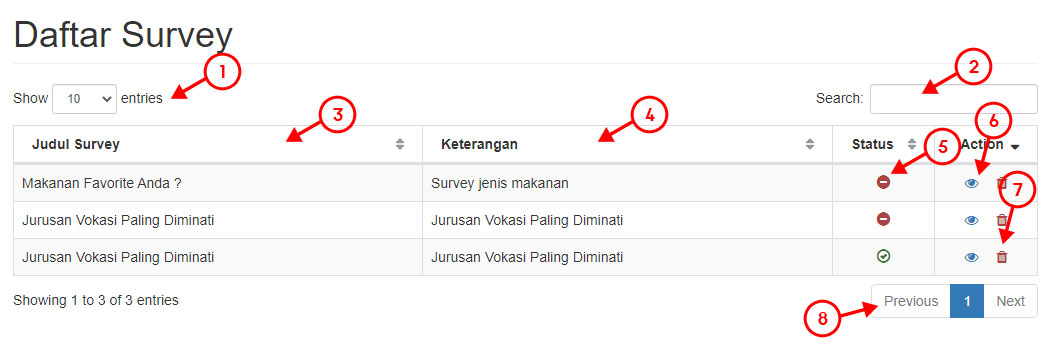 Daftar Survey
1
2
Show 10 entries
Search:
3
4
6
Judul Survey
Keterangan
Status
5
Action
Makanan Favorite Anda ?
Survey jenis makanan
7
Jurusan Vokasi Paling Diminati
Jurusan Vokasi Paling Diminati
Jurusan Vokasi Paling Diminati
Jurusan Vokasi Paling Diminati
Showing 1 to 3 of 3 entries
8
Previous
1
Next